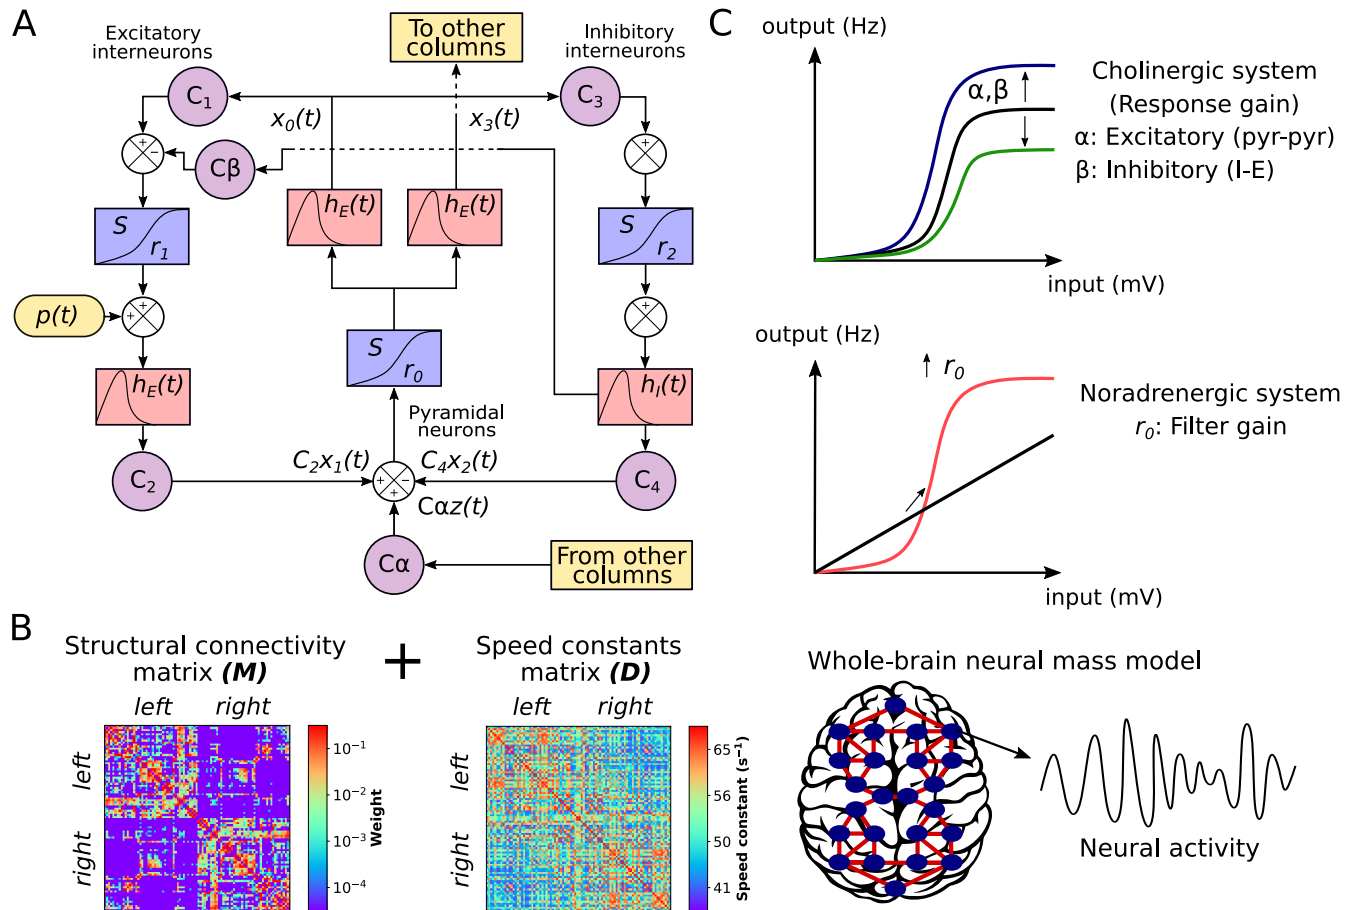 A
Excitatory
interneurons
To other
columns
Inhibitory
interneurons
C1
x0(t)
x3(t)
C3
+
−
Cβ
+
S
r1
hE(t)
hE(t)
S
r2
p(t)
+
+
+
S
r0
hE(t)
hI(t)
Pyramidal
neurons
C2
C2x1(t)
+
−
+
C4x2(t)
C4
Cαz(t)
Cα
From other
columns
B
Structural connectivity
matrix (M)
+
Speed constants
matrix (D)
left
right
left
right
left
right
10⁻¹
10⁻²
10⁻³
10⁻⁴
Weight
left
right
65
56
50
45
41
Speed constant (s⁻¹)
Whole-brain neural mass model
Neural activity
C
output (Hz)
α,β
input (mV)
Cholinergic system
(Response gain)
α: Excitatory (pyr-pyr)
β: Inhibitory (I-E)
output (Hz)
r0
input (mV)
Noradrenergic system
r0: Filter gain